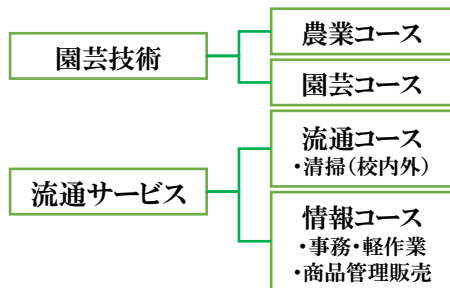 園芸技術
農業コース
園芸コース
流通サービス
流通コース
・清掃(校内外)
情報コース
・事務・軽作業
・商品管理販売